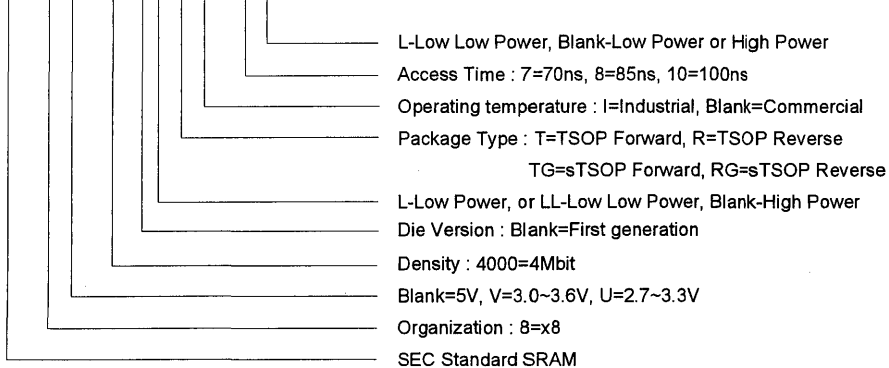 L-Low Low Power, Blank-Low Power or High Power
Access Time : 7=70ns, 8=85ns, 10=100ns
Operating temperature : I=Industrial, Blank=Commercial
Package Type : T=TSOP Forward, R=TSOP Reverse
TG=sTSOP Forward, RG=sTSOP Reverse
L-Low Power, or LL-Low Low Power, Blank-High Power
Die Version : Blank=First generation
Density : 4000=4Mbit
Blank=5V, V=3.0~3.6V, U=2.7~3.3V
Organization : 8=x8
SEC Standard SRAM